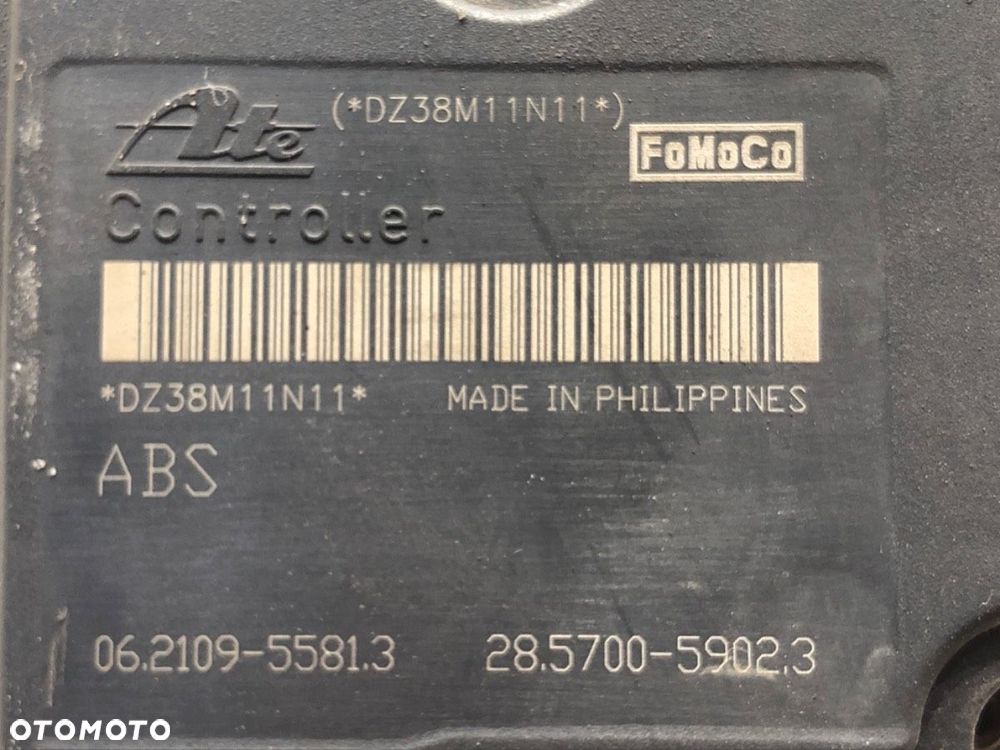 Ate (*DZ38M11N11*)
FoMoCo
Controller
*DZ38M11N11* MADE IN PHILIPPINES
ABS
06.2109-5581.3 28.5700-5902.3
OTOMOTO